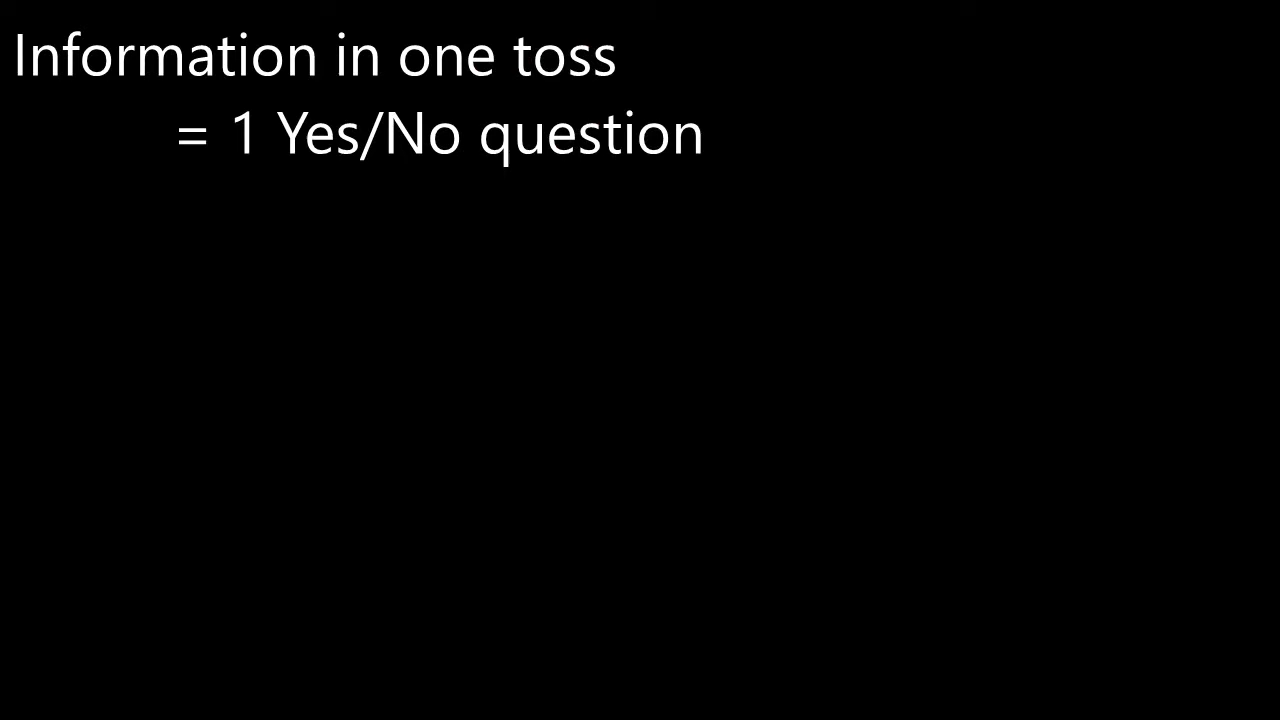 Information in one toss
= 1 Yes/No question